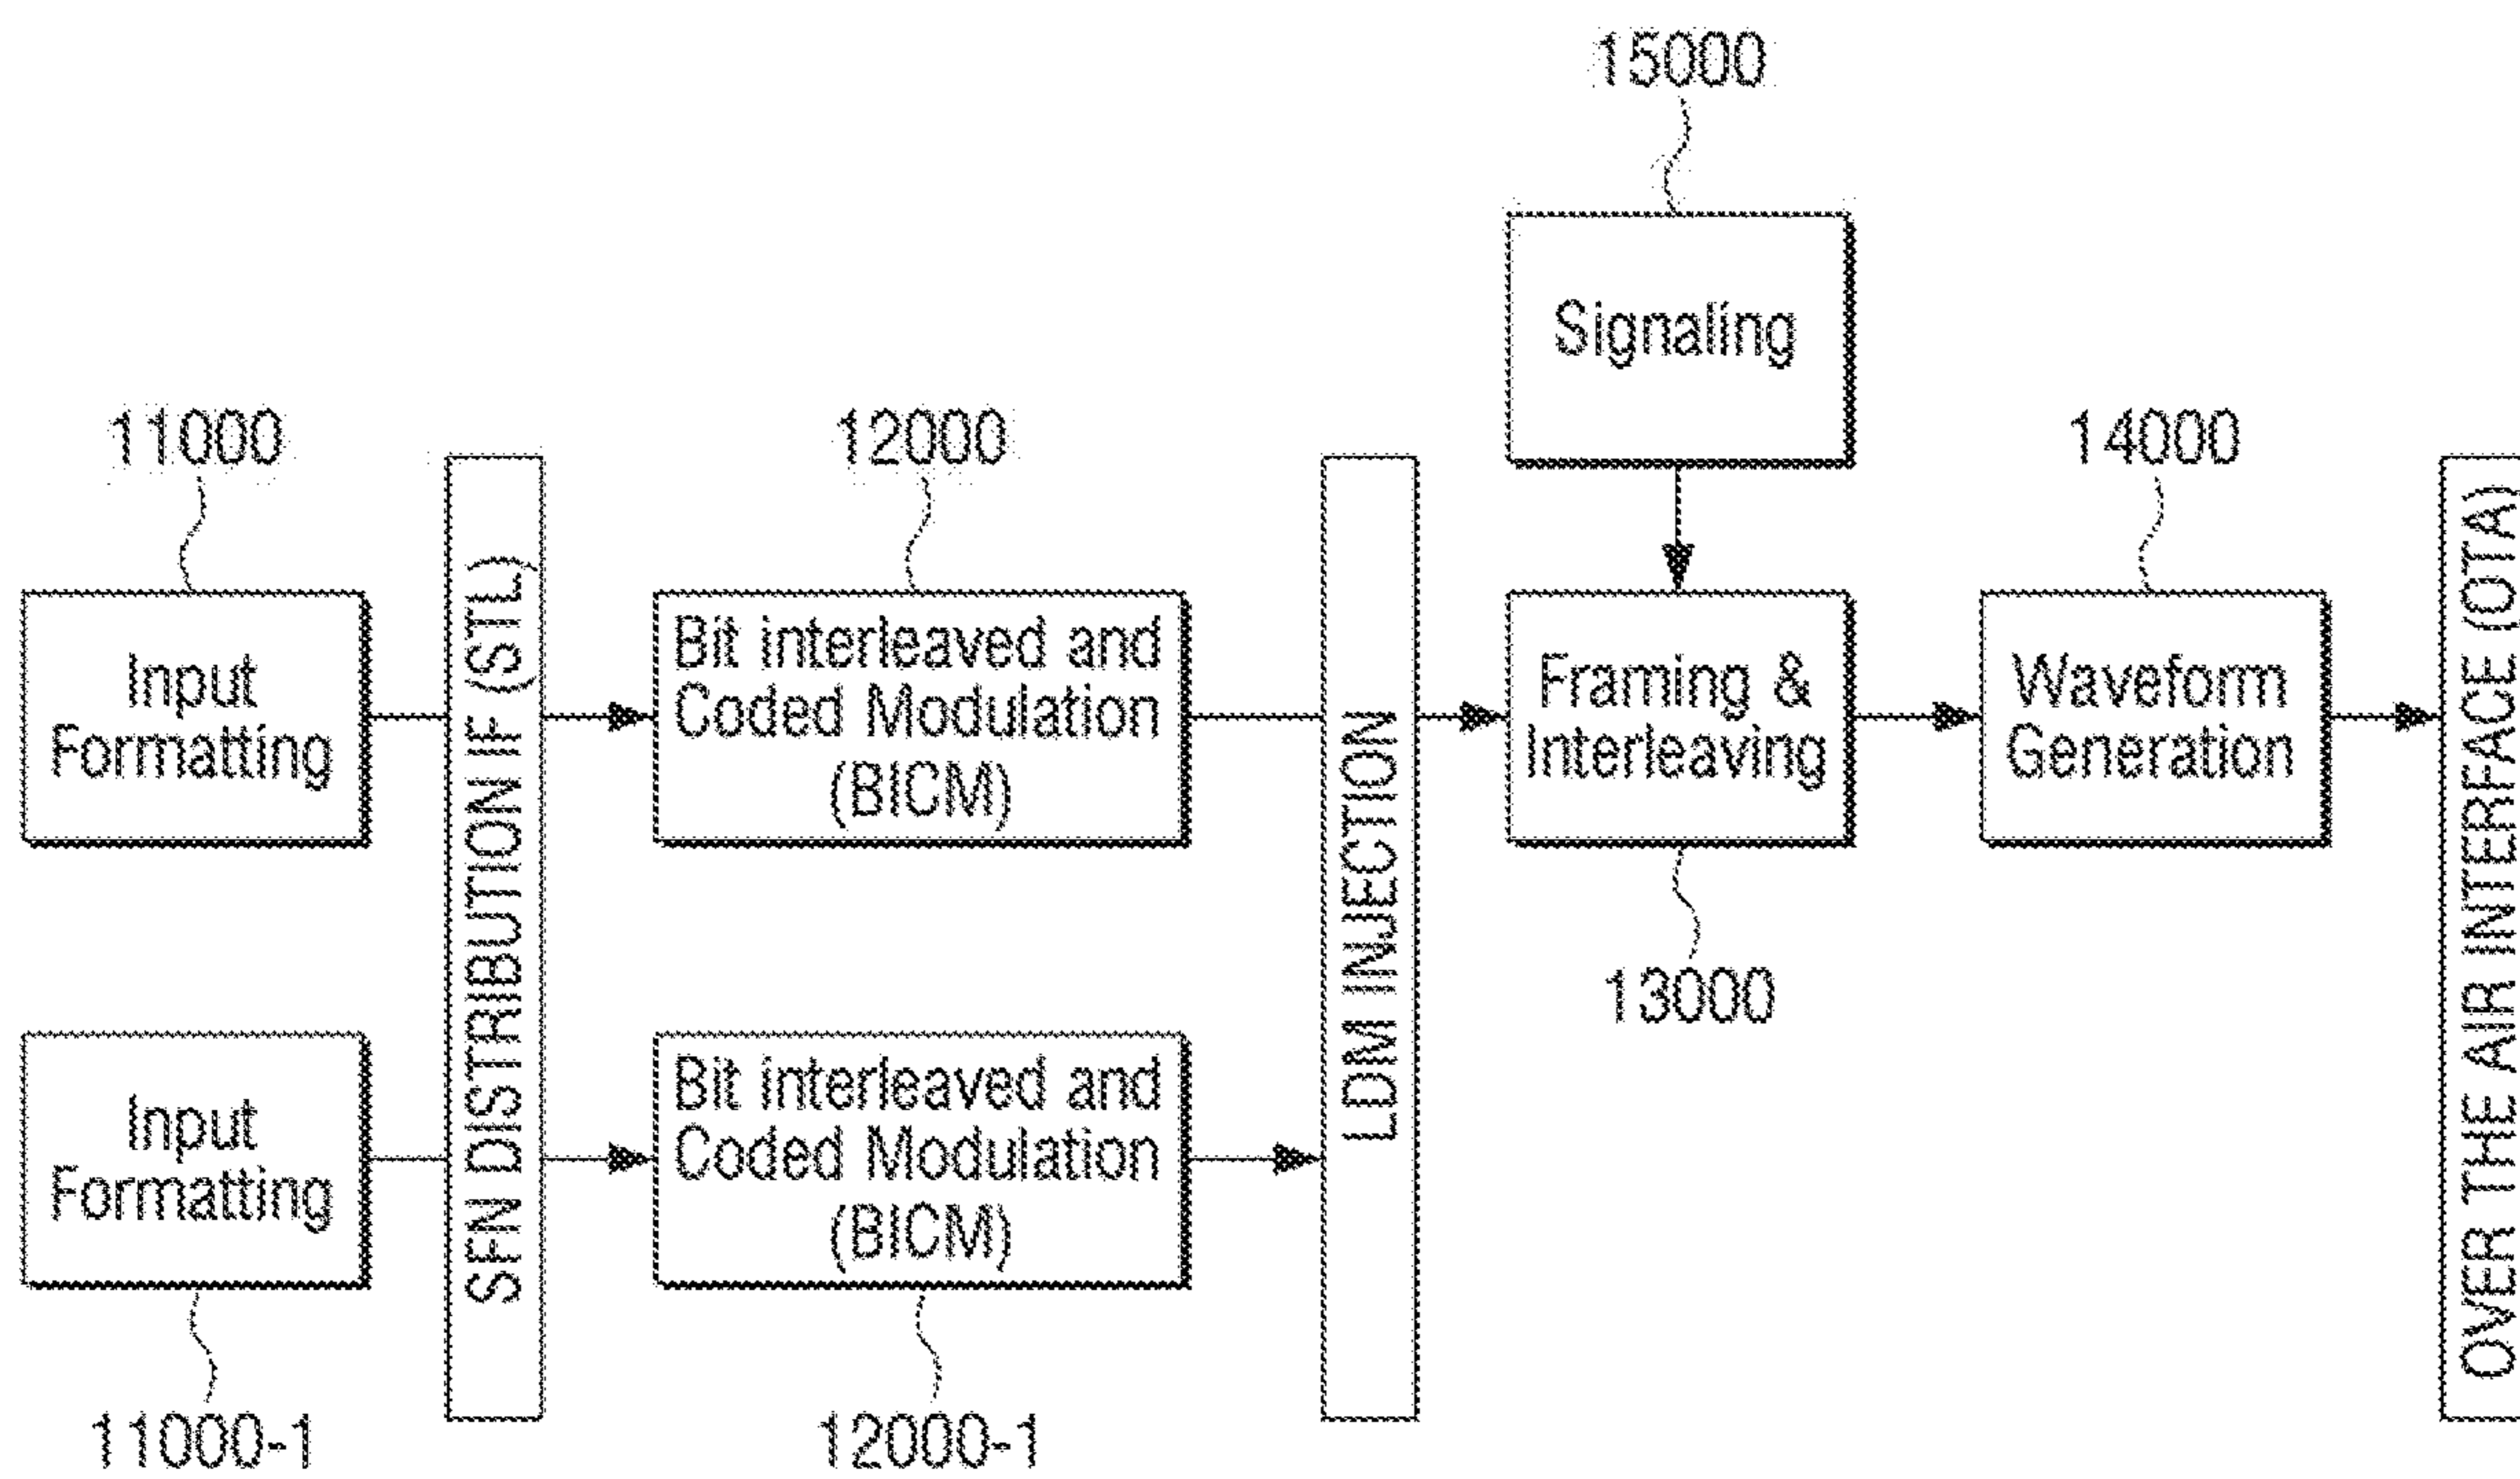 15000
Signaling
11000
12000
14000
Input
Formatting
SFN DISTRIBUTION IF (STL)
Bit interleaved and
Coded Modulation
(BICM)
LDM INJECTION
Framing &
Interleaving
Waveform
Generation
OVER THE AIR INTERFACE (OTA)
13000
Input
Formatting
Bit interleaved and
Coded Modulation
(BICM)
11000-1
12000-1